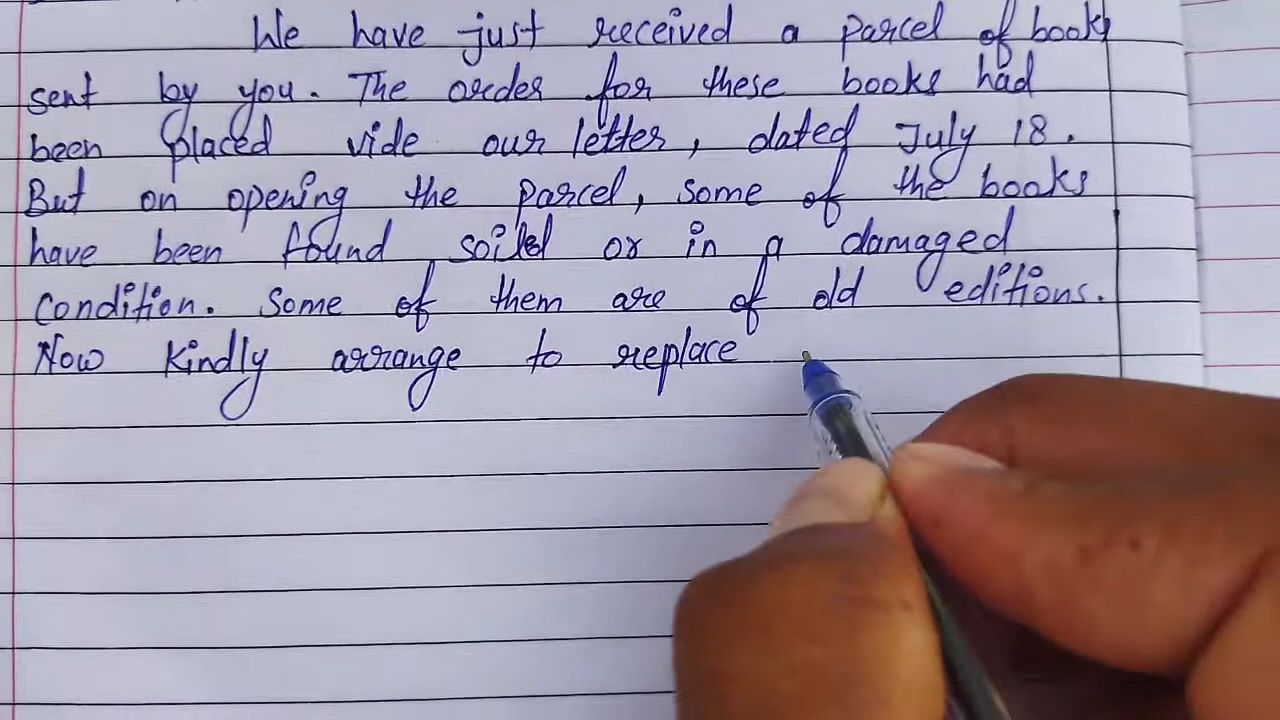 We have just received a parcel of books
sent by you. The order for these books had
been placed vide our letter, dated July 18.
But on opening the parcel, some of the books
have been found soiled or in a damaged
condition. Some of them are of old editions.
Now kindly arrange to replace